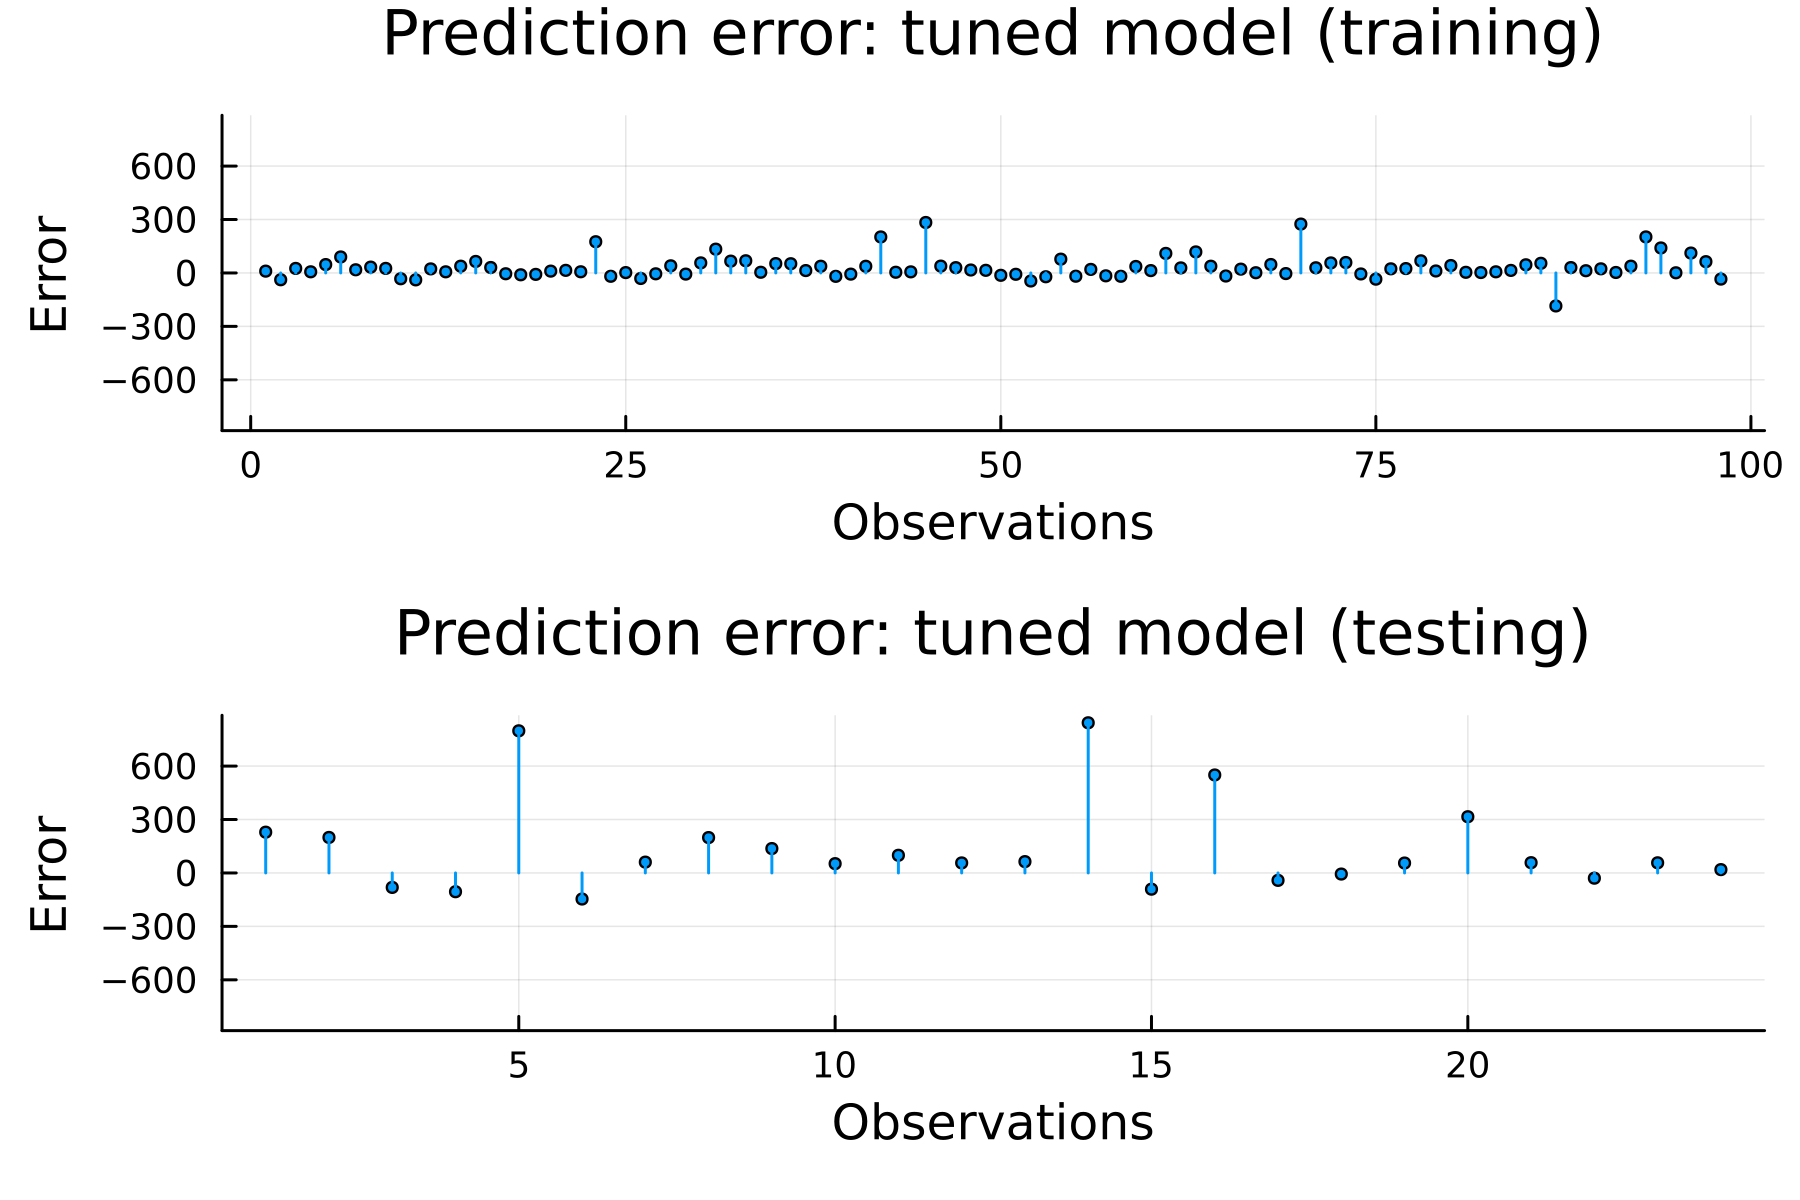 Prediction error: tuned model (training)
600
300
0
−300
−600
Error
0 25 50 75 100
Observations
Prediction error: tuned model (testing)
600
300
0
−300
−600
Error
5 10 15 20
Observations